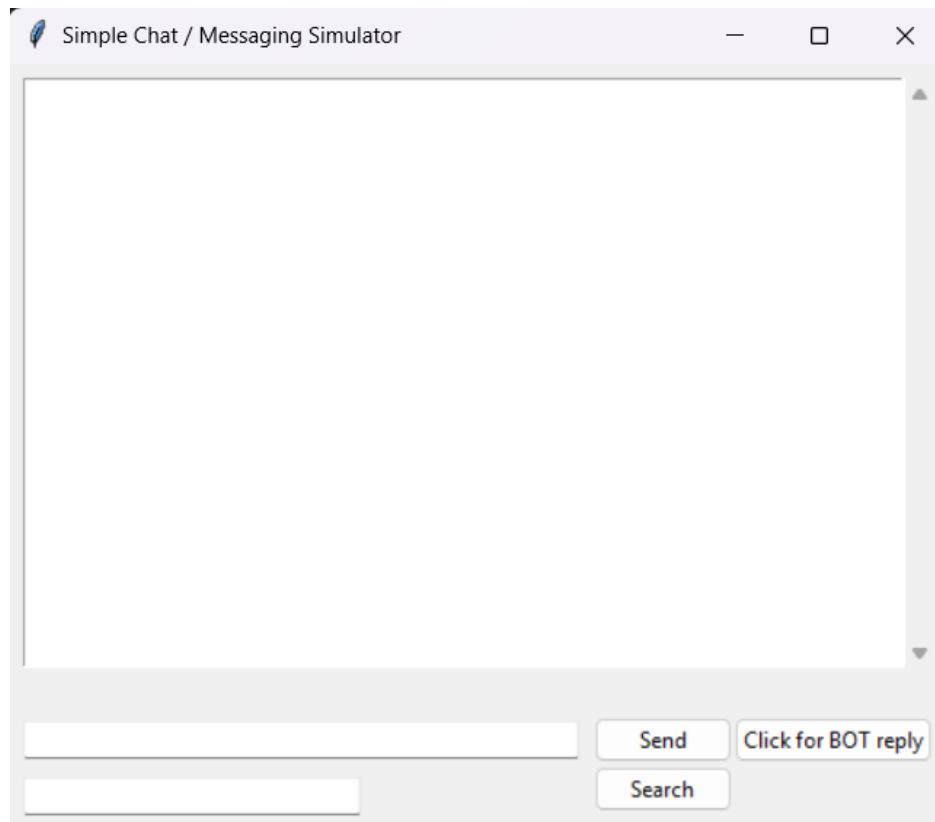 Simple Chat / Messaging Simulator
Send
Click for BOT reply
Search